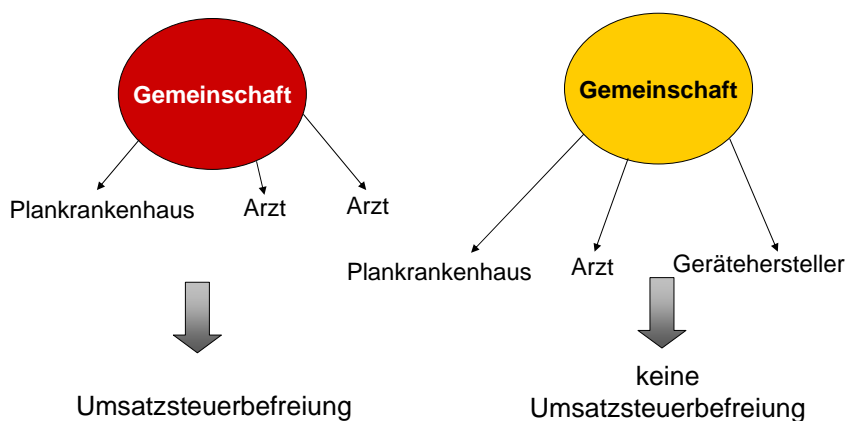 Gemeinschaft
Plankrankenhaus
Arzt
Arzt
Umsatzsteuerbefreiung
Gemeinschaft
Plankrankenhaus
Arzt
Gerätehersteller
keine
Umsatzsteuerbefreiung